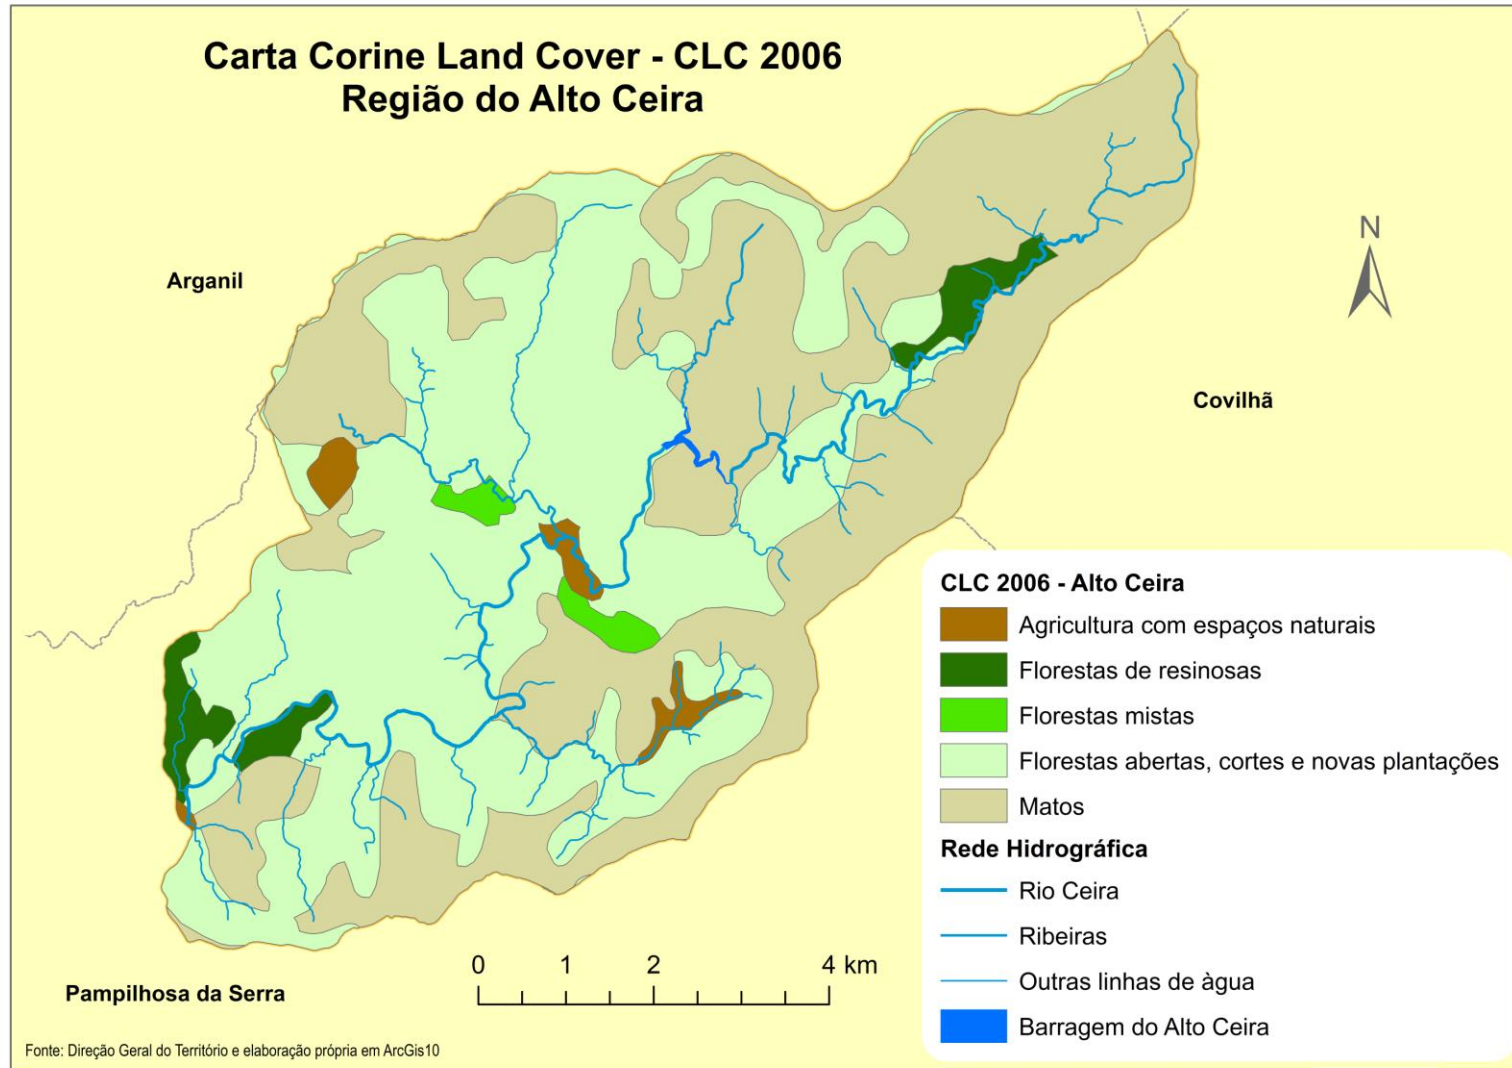 Carta Corine Land Cover - CLC 2006
Região do Alto Ceira
N
Arganil
Covilhã
CLC 2006 - Alto Ceira
Agricultura com espaços naturais
Florestas de resinosas
Florestas mistas
Florestas abertas, cortes e novas plantações
Matos
Rede Hidrográfica
Rio Ceira
Ribeiras
Outras linhas de àgua
Barragem do Alto Ceira
0 1 2 4 km
Pampilhosa da Serra
Fonte: Direção Geral do Território e elaboração própria em ArcGis10